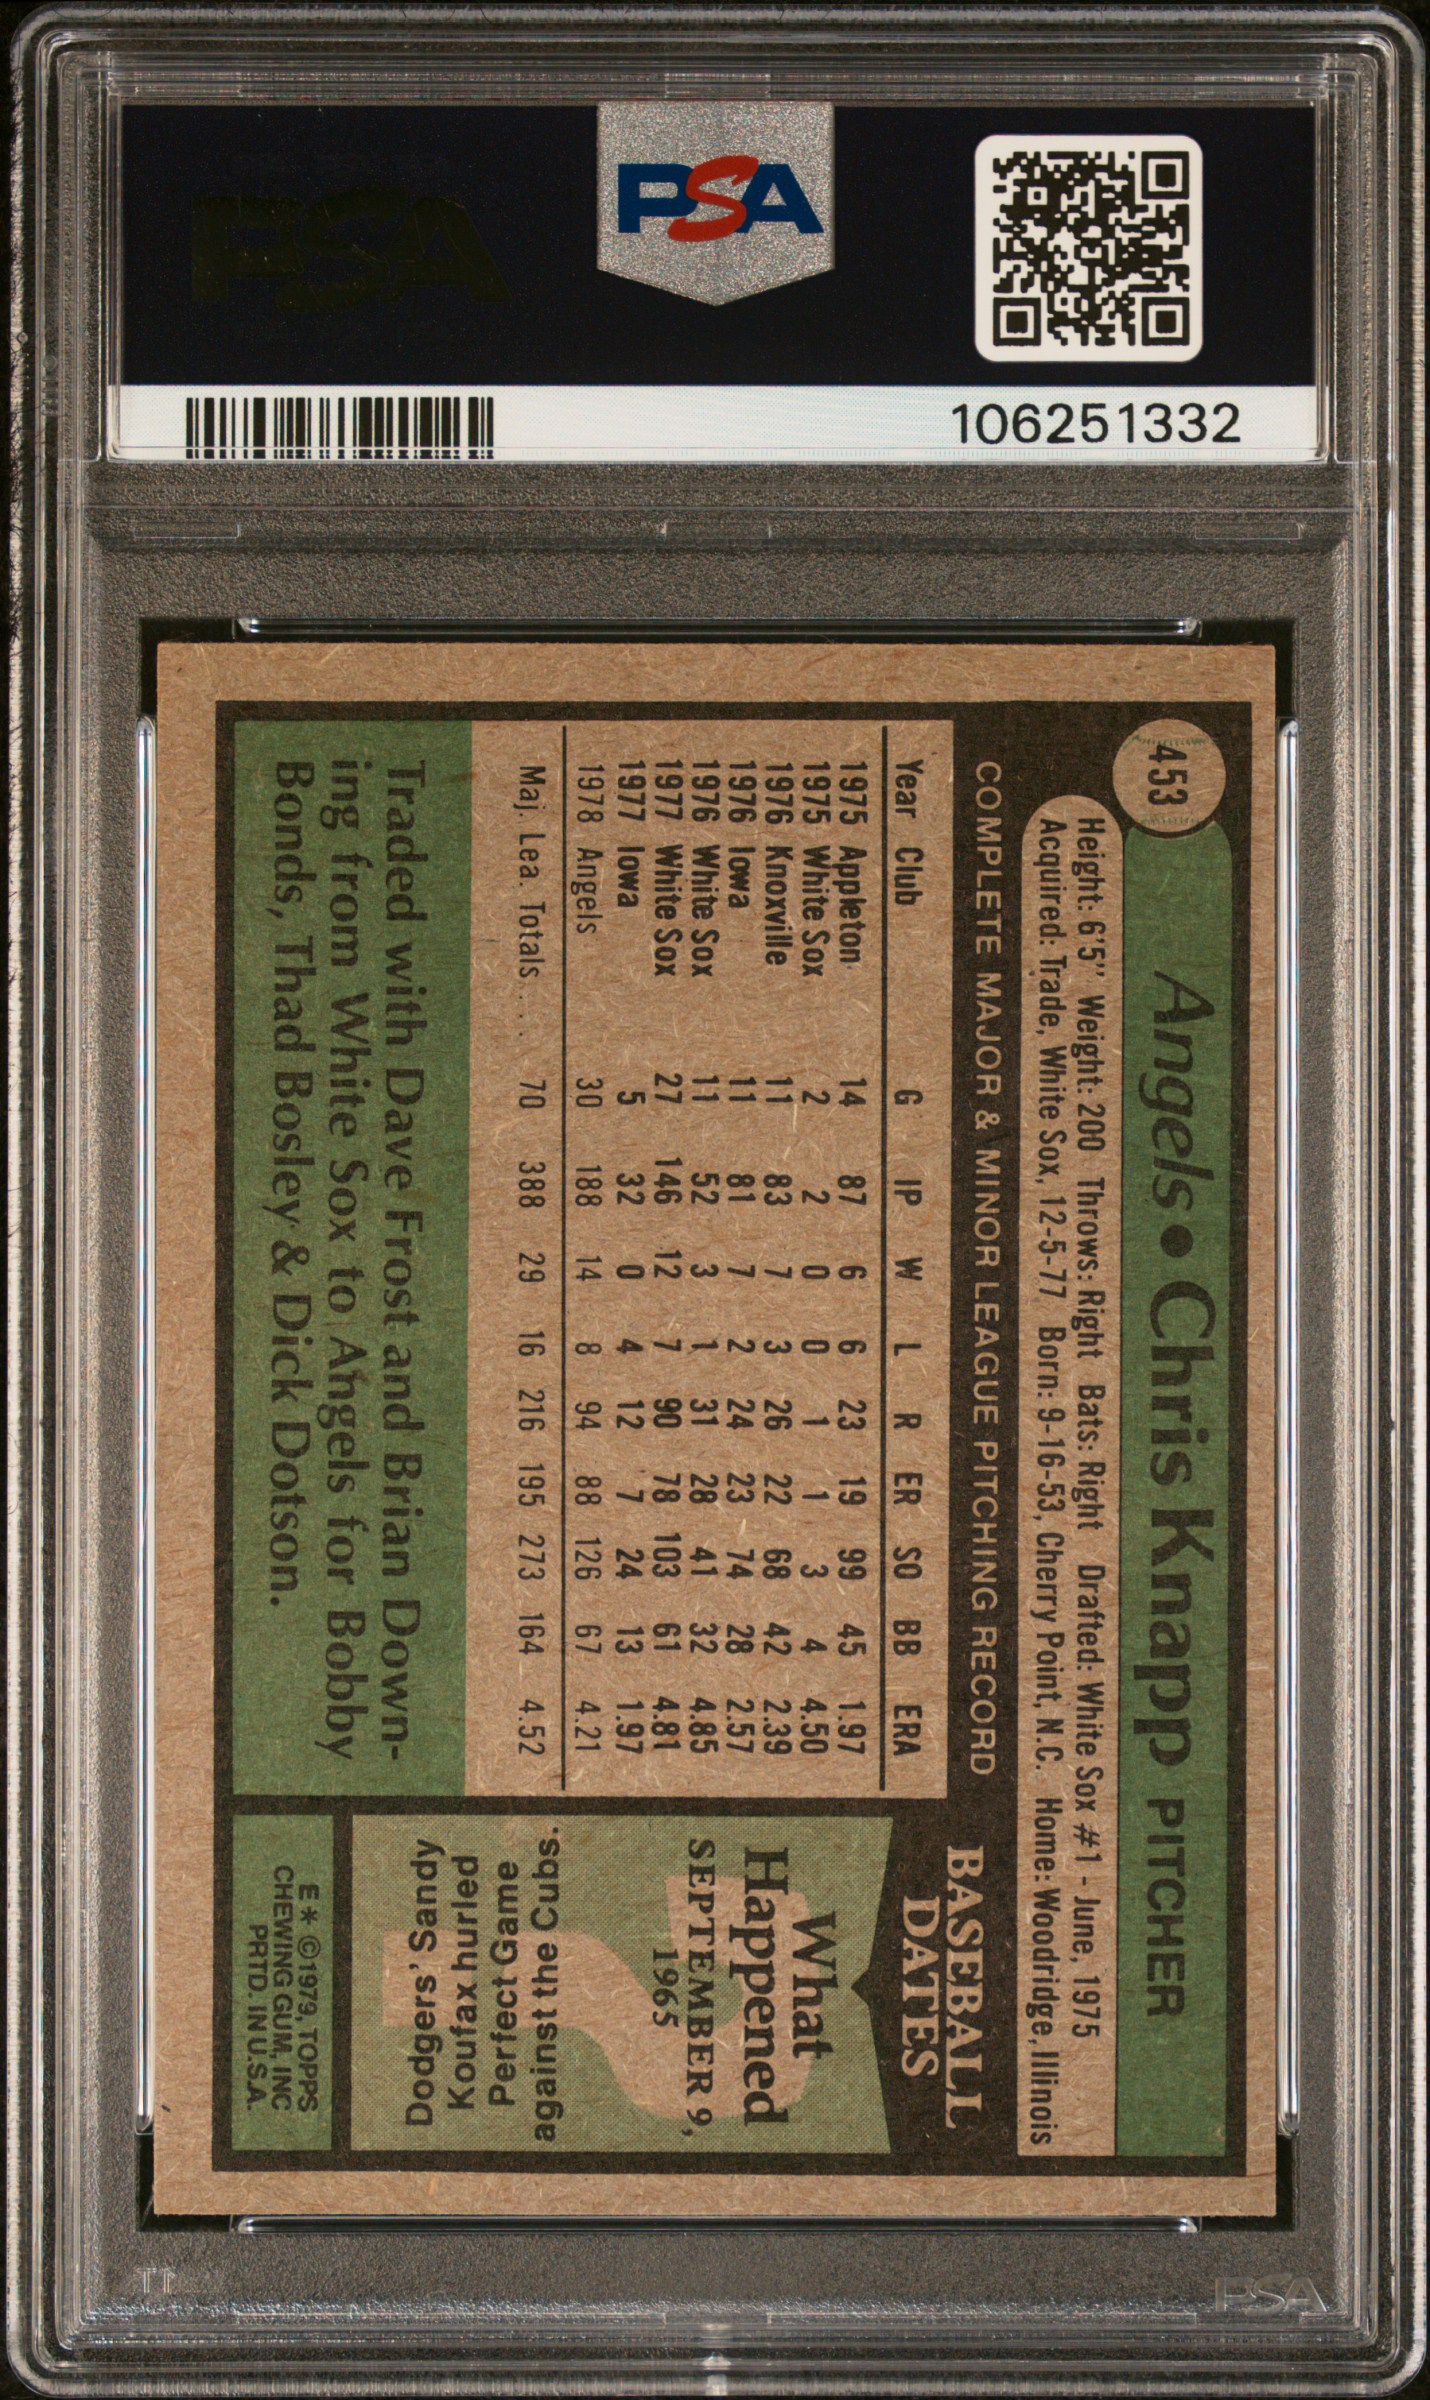 PSA
PSA
106251332
453
Angels • Chris Knapp PITCHER
Height: 6'5" Weight: 200 Throws: Right Bats: Right Drafted: White Sox #1 - June, 1975
Acquired: Trade, White Sox, 12-5-77 Born: 9-16-53, Cherry Point, N.C. Home: Woodridge, Illinois
COMPLETE MAJOR & MINOR LEAGUE PITCHING RECORD
Year Club G IP W L R ER SO BB ERA
1975 Appleton 14 87 6 6 23 19 99 45 1.97
1975 White Sox 2 2 0 0 1 1 3 4 4.50
1976 Knoxville 11 83 7 3 26 22 68 42 2.39
1976 Iowa 11 81 7 2 24 23 74 28 2.57
1976 White Sox 11 52 3 1 31 28 41 32 4.85
1977 White Sox 27 146 12 7 90 78 103 61 4.81
1977 Iowa 5 32 0 4 12 7 24 13 1.97
1978 Angels 30 188 14 8 94 88 126 67 4.21
Maj. Lea. Totals . . . . 70 388 29 16 216 195 273 164 4.52
Traded with Dave Frost and Brian Down-
ing from White Sox to Angels for Bobby
Bonds, Thad Bosley & Dick Dotson.
BASEBALL
DATES
What
Happened
SEPTEMBER 9,
1965
Dodgers' Sandy
Koufax hurled
Perfect Game
against the Cubs.
E * © 1979, TOPPS
CHEWING GUM, INC
PRTD. IN U.S.A.
PSA